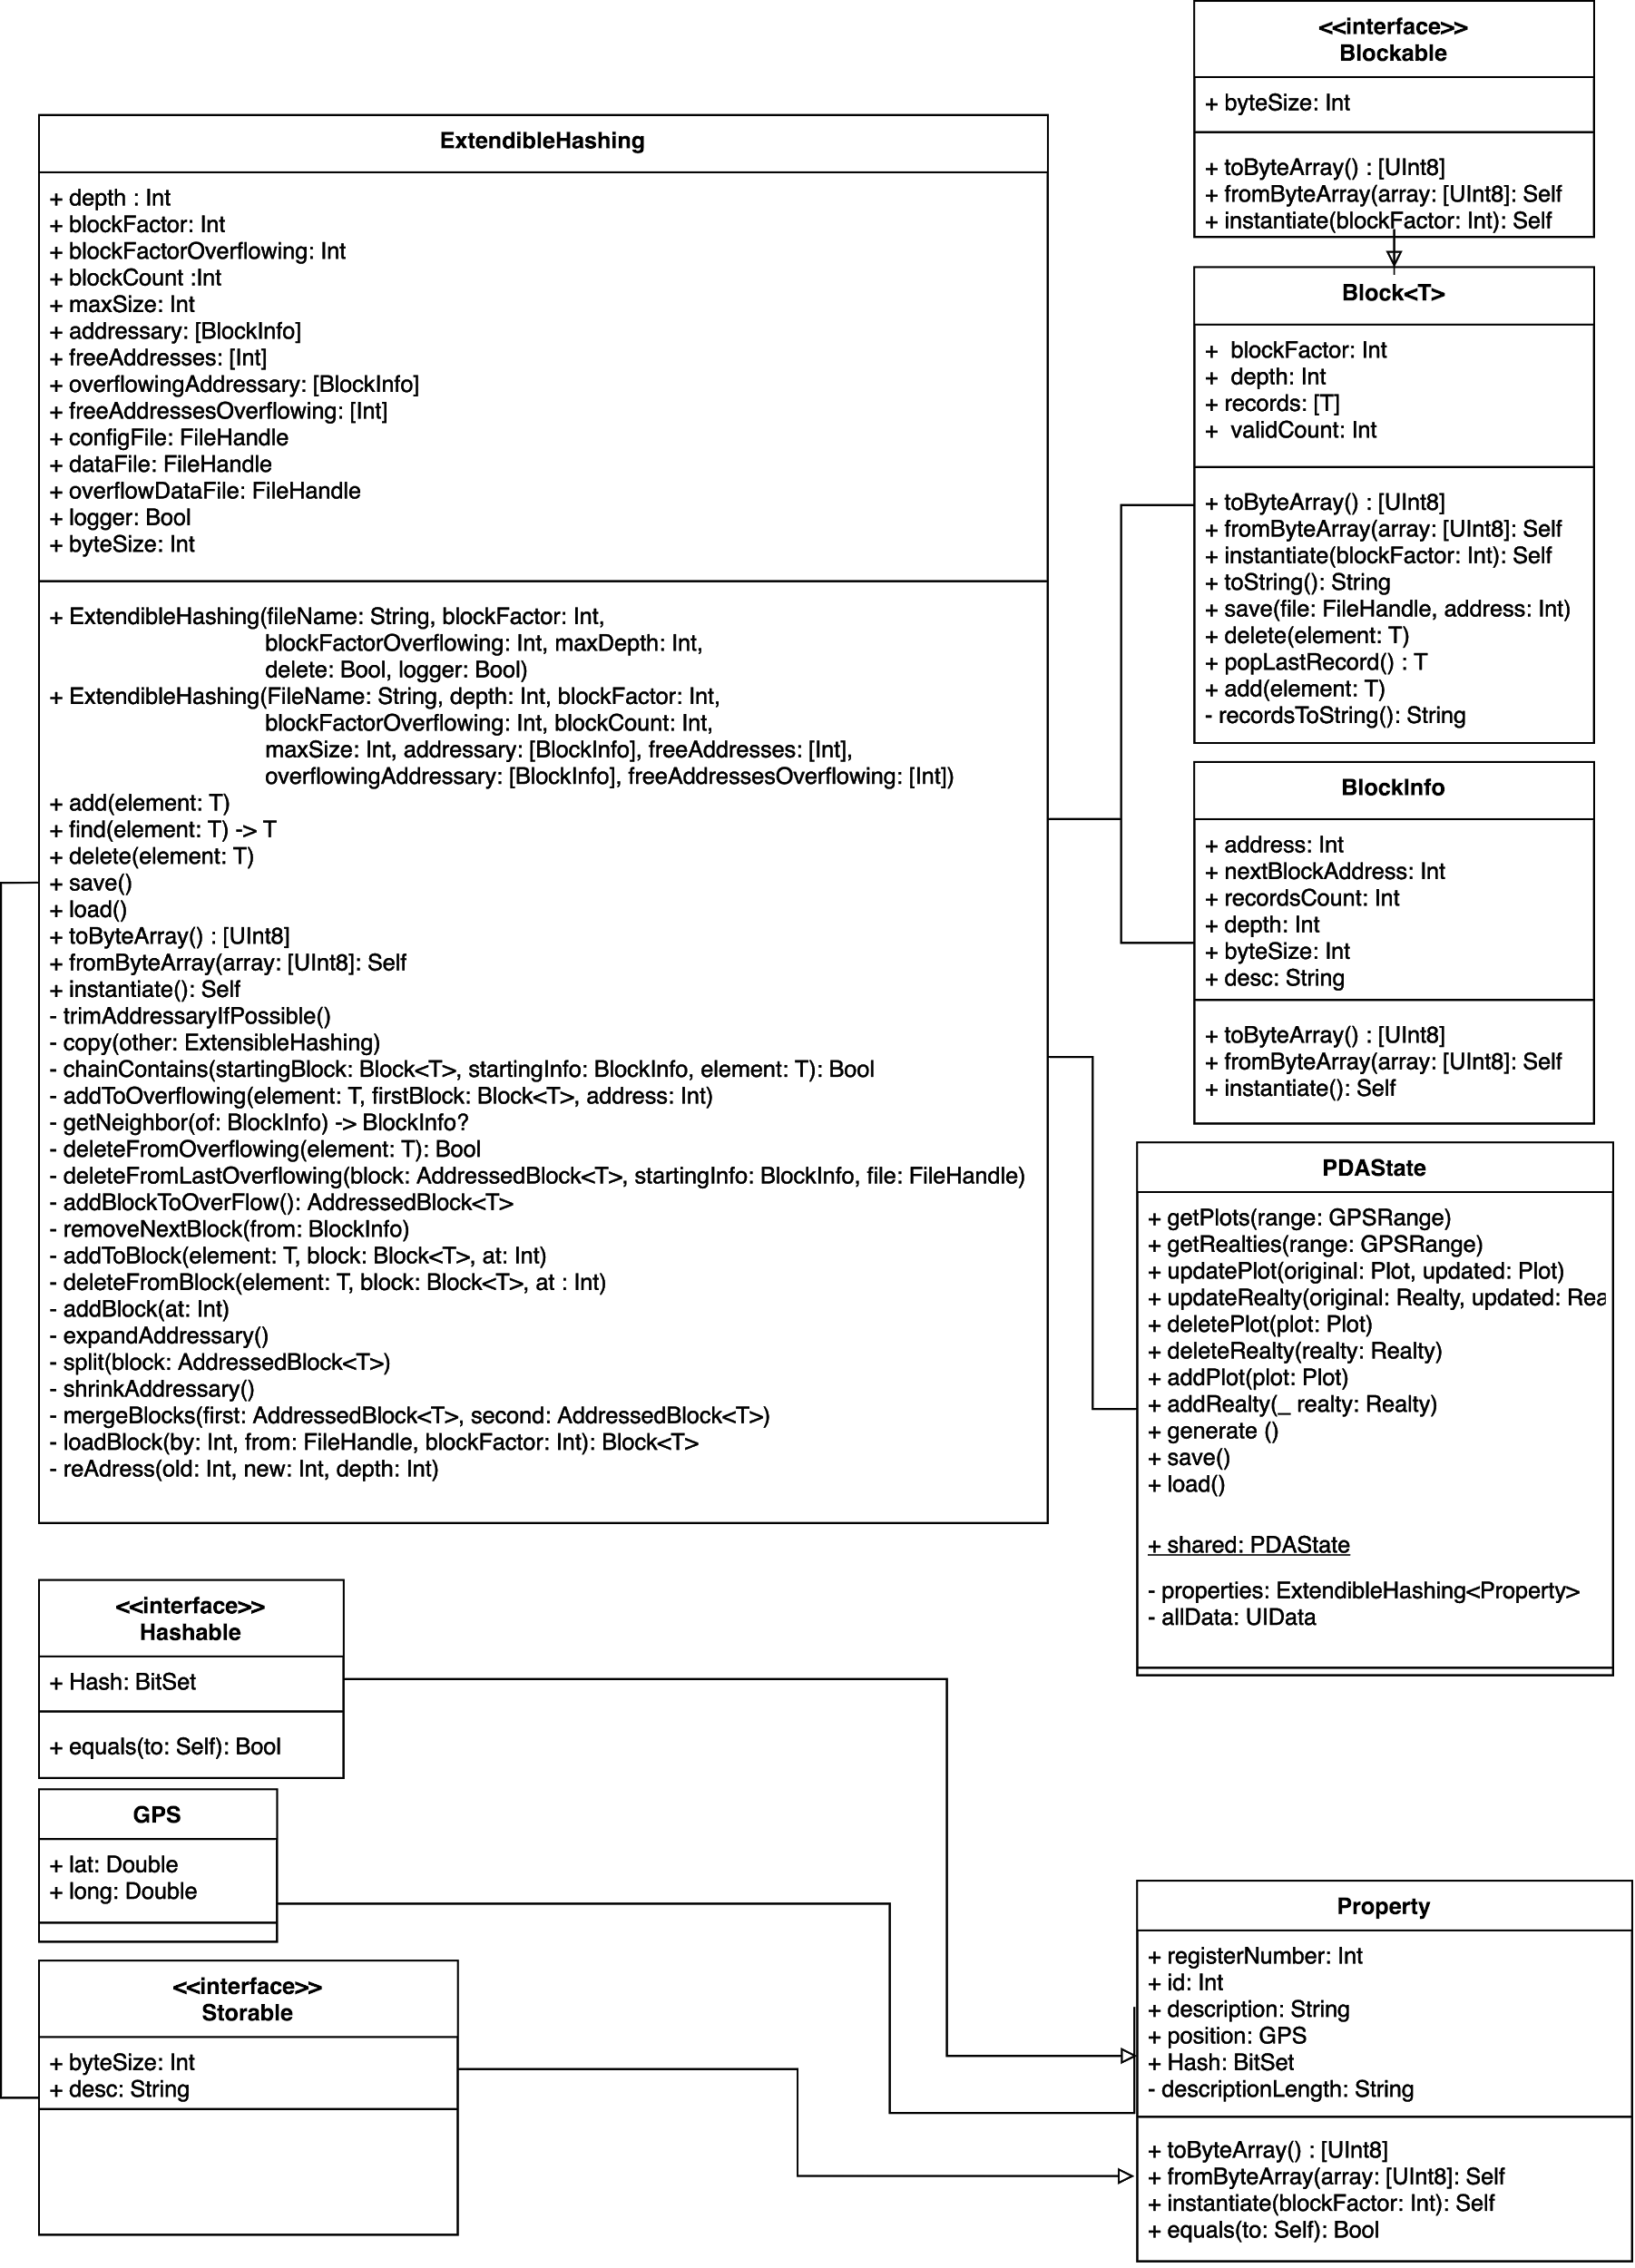 <<interface>>
Blockable
+ byteSize: Int
+ toByteArray() : [UInt8]
+ fromByteArray(array: [UInt8]: Self
+ instantiate(blockFactor: Int): Self
ExtendibleHashing
+ depth : Int
+ blockFactor: Int
+ blockFactorOverflowing: Int
+ blockCount :Int
+ maxSize: Int
+ addressary: [BlockInfo]
+ freeAddresses: [Int]
+ overflowingAddressary: [BlockInfo]
+ freeAddressesOverflowing: [Int]
+ configFile: FileHandle
+ dataFile: FileHandle
+ overflowDataFile: FileHandle
+ logger: Bool
+ byteSize: Int
+ ExtendibleHashing(fileName: String, blockFactor: Int,
blockFactorOverflowing: Int, maxDepth: Int,
delete: Bool, logger: Bool)
+ ExtendibleHashing(FileName: String, depth: Int, blockFactor: Int,
blockFactorOverflowing: Int, blockCount: Int,
maxSize: Int, addressary: [BlockInfo], freeAddresses: [Int],
overflowingAddressary: [BlockInfo], freeAddressesOverflowing: [Int])
+ add(element: T)
+ find(element: T) -> T
+ delete(element: T)
+ save()
+ load()
+ toByteArray() : [UInt8]
+ fromByteArray(array: [UInt8]: Self
+ instantiate(): Self
- trimAddressaryIfPossible()
- copy(other: ExtensibleHashing)
- chainContains(startingBlock: Block<T>, startingInfo: BlockInfo, element: T): Bool
- addToOverflowing(element: T, firstBlock: Block<T>, address: Int)
- getNeighbor(of: BlockInfo) -> BlockInfo?
- deleteFromOverflowing(element: T): Bool
- deleteFromLastOverflowing(block: AddressedBlock<T>, startingInfo: BlockInfo, file: FileHandle)
- addBlockToOverFlow(): AddressedBlock<T>
- removeNextBlock(from: BlockInfo)
- addToBlock(element: T, block: Block<T>, at: Int)
- deleteFromBlock(element: T, block: Block<T>, at : Int)
- addBlock(at: Int)
- expandAddressary()
- split(block: AddressedBlock<T>)
- shrinkAddressary()
- mergeBlocks(first: AddressedBlock<T>, second: AddressedBlock<T>)
- loadBlock(by: Int, from: FileHandle, blockFactor: Int): Block<T>
- reAdress(old: Int, new: Int, depth: Int)
Block<T>
+ blockFactor: Int
+ depth: Int
+ records: [T]
+ validCount: Int
+ toByteArray() : [UInt8]
+ fromByteArray(array: [UInt8]: Self
+ instantiate(blockFactor: Int): Self
+ toString(): String
+ save(file: FileHandle, address: Int)
+ delete(element: T)
+ popLastRecord() : T
+ add(element: T)
- recordsToString(): String
BlockInfo
+ address: Int
+ nextBlockAddress: Int
+ recordsCount: Int
+ depth: Int
+ byteSize: Int
+ desc: String
+ toByteArray() : [UInt8]
+ fromByteArray(array: [UInt8]: Self
+ instantiate(): Self
PDAState
+ getPlots(range: GPSRange)
+ getRealties(range: GPSRange)
+ updatePlot(original: Plot, updated: Plot)
+ updateRealty(original: Realty, updated: Rea
+ deletePlot(plot: Plot)
+ deleteRealty(realty: Realty)
+ addPlot(plot: Plot)
+ addRealty(_ realty: Realty)
+ generate ()
+ save()
+ load()
+ shared: PDAState
- properties: ExtendibleHashing<Property>
- allData: UIData
<<interface>>
Hashable
+ Hash: BitSet
+ equals(to: Self): Bool
GPS
+ lat: Double
+ long: Double
<<interface>>
Storable
+ byteSize: Int
+ desc: String
Property
+ registerNumber: Int
+ id: Int
+ description: String
+ position: GPS
+ Hash: BitSet
- descriptionLength: String
+ toByteArray() : [UInt8]
+ fromByteArray(array: [UInt8]: Self
+ instantiate(blockFactor: Int): Self
+ equals(to: Self): Bool